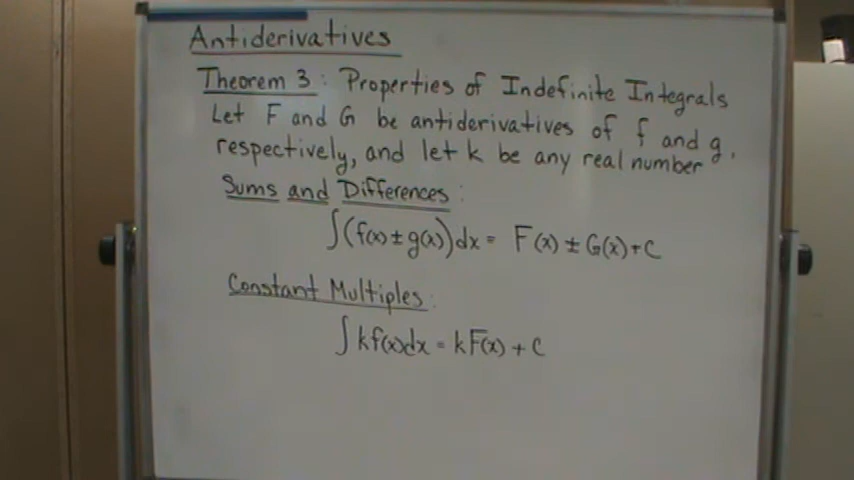 Antiderivatives
Theorem 3: Properties of Indefinite Integrals
Let F and G be antiderivatives of f and g,
respectively, and let k be any real number
Sums and Differences:
∫(f(x)±g(x))dx = F(x) ± G(x)+C
Constant Multiples:
∫kf(x)dx = kF(x) + C